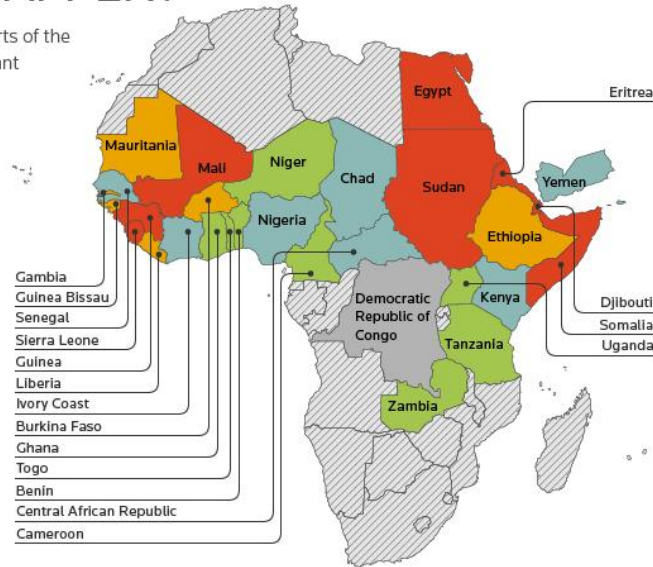 rts of the
ant
Egypt
Eritrea
Mauritania
Mali
Niger
Chad
Sudan
Yemen
Nigeria
Ethiopia
Gambia
Guinea Bissau
Senegal
Sierra Leone
Guinea
Liberia
Ivory Coast
Burkina Faso
Ghana
Togo
Benin
Central African Republic
Cameroon
Democratic
Republic of
Congo
Kenya
Tanzania
Zambia
Djibouti
Somalia
Uganda